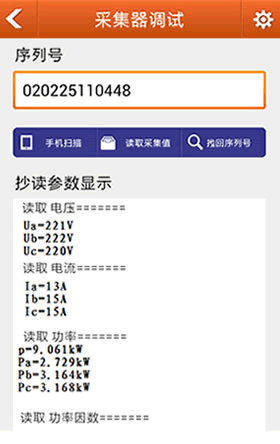 采集器调试
序列号
020225110448
手机扫描
读取采集值
找回序列号
抄读参数显示
读取 电压=======
Ua=221V
Ub=222V
Uc=220V
读取 电流=======
Ia=13A
Ib=15A
Ic=15A
读取 功率=======
p=9.061kW
Pa=2.729kW
Pb=3.164kW
Pc=3.168kW
读取 功率因数=======